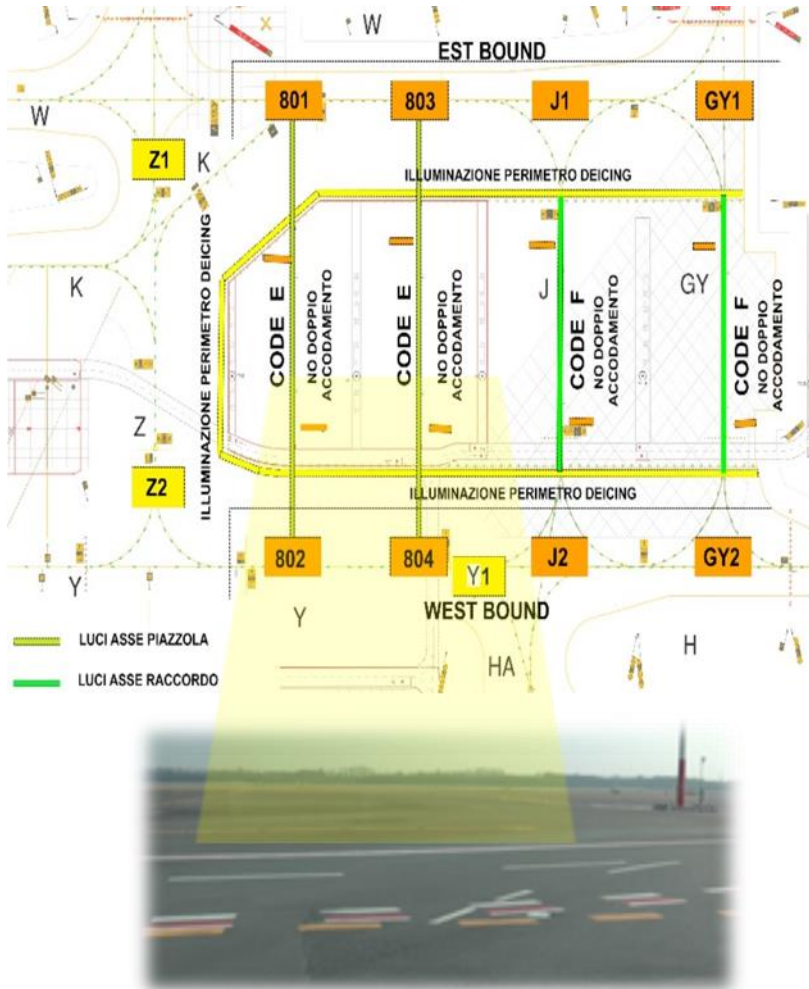 W
EST BOUND
801
803
J1
GY1
W
Z1
K
ILLUMINAZIONE PERIMETRO DEICING
ILLUMINAZIONE PERIMETRO DEICING
K
CODE E
NO DOPPIO
ACCODAMENTO
CODE E
NO DOPPIO
ACCODAMENTO
J
CODE F
NO DOPPIO
ACCODAMENTO
GY
CODE F
NO DOPPIO
ACCODAMENTO
Z
Z2
ILLUMINAZIONE PERIMETRO DEICING
802
804
Y1
J2
GY2
Y
Y
WEST BOUND
HA
H
LUCI ASSE PIAZZOLA
LUCI ASSE RACCORDO